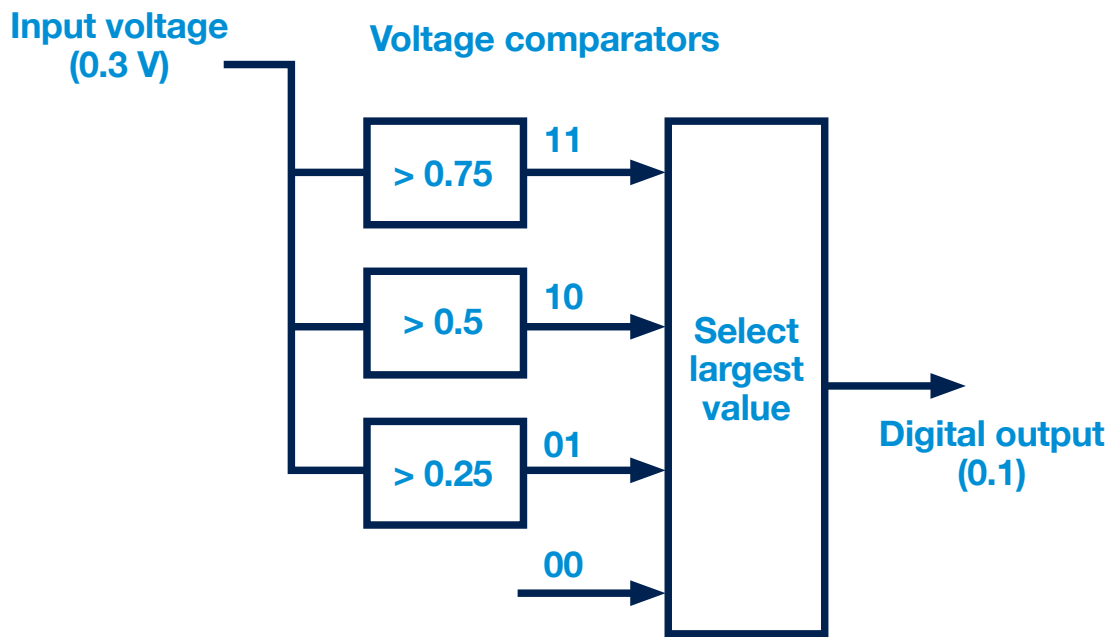 Input voltage
(0.3 V)
Voltage comparators
> 0.75
11
> 0.5
10
> 0.25
01
00
Select
largest
value
Digital output
(0.1)